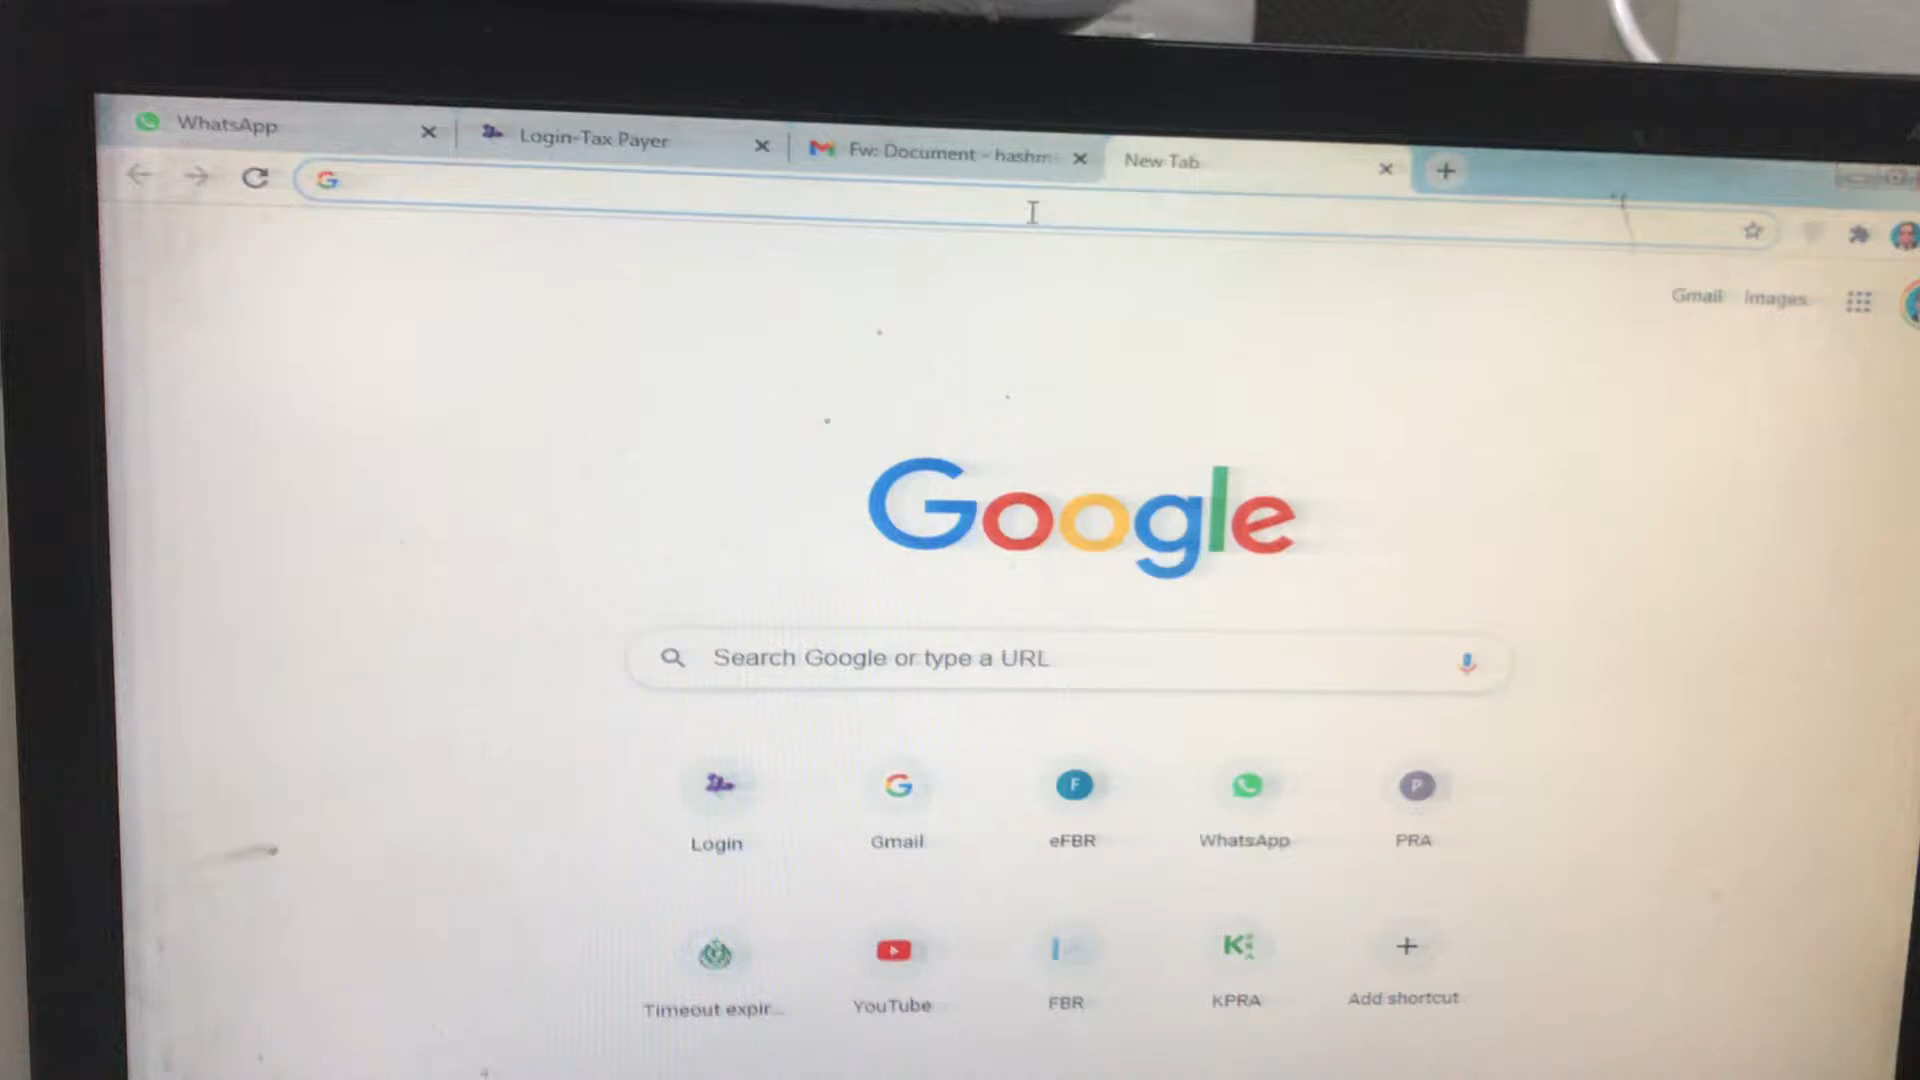 WhatsApp
Login-Tax Payer
Fw: Document - hashm
New Tab
Gmail Images
Google
Search Google or type a URL
Login
Gmail
F
eFBR
WhatsApp
P
PRA
Timeout expir...
YouTube
FBR
KPRA
Add shortcut